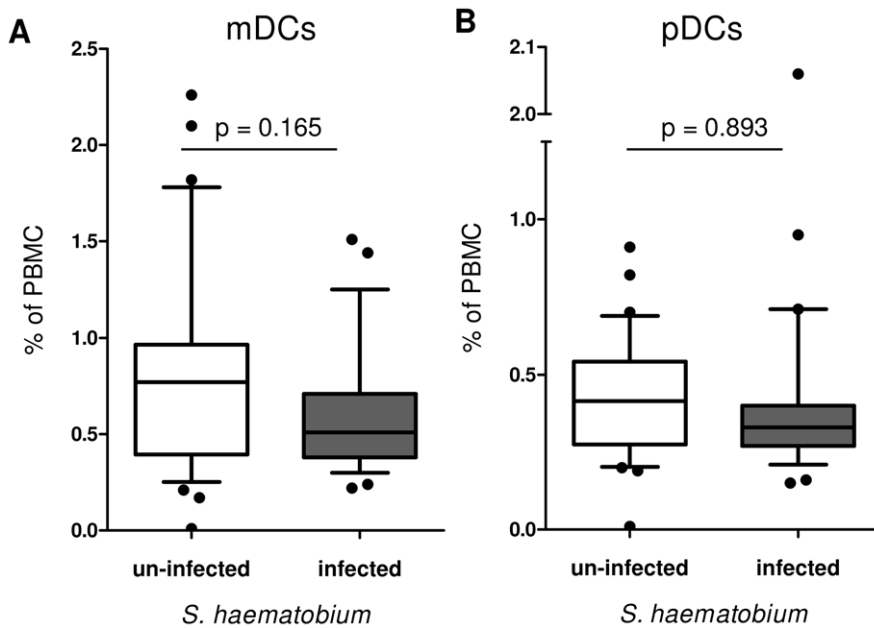 A
mDCs
% of PBMC
2.5
2.0
1.5
1.0
0.5
0.0
p = 0.165
un-infected infected
S. haematobium
B
pDCs
% of PBMC
2.1
2.0
1.0
0.5
0.0
p = 0.893
un-infected infected
S. haematobium